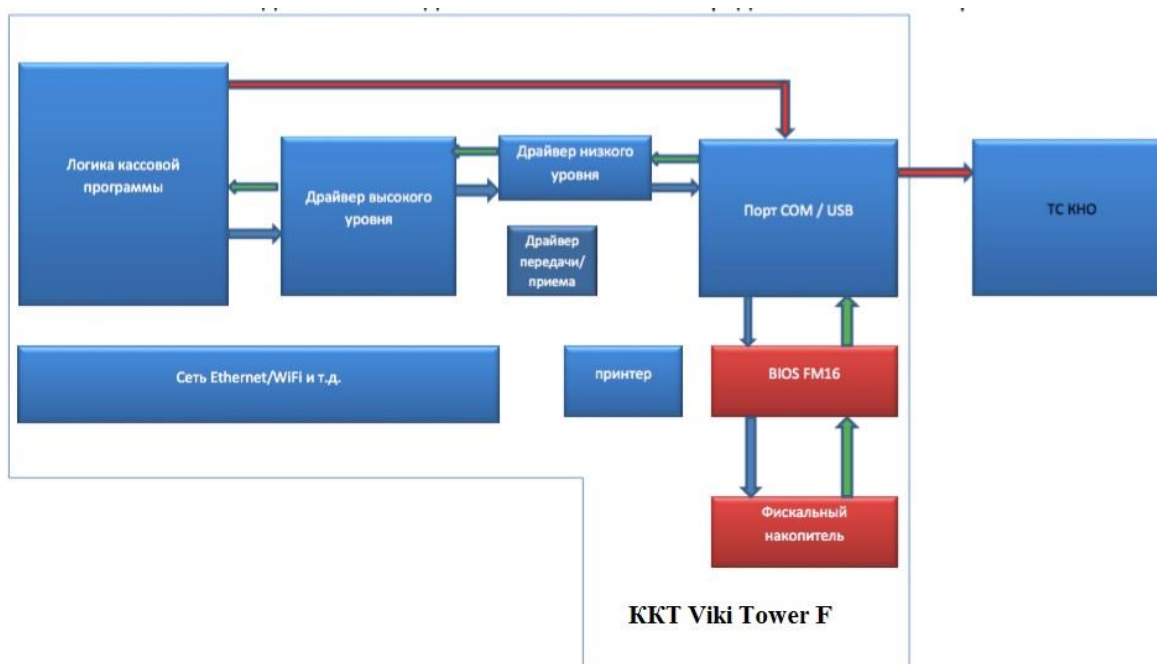 Логика кассовой
программы
Драйвер высокого
уровня
Драйвер низкого
уровня
Драйвер
передачи/
приема
Порт COM / USB
ТС КНО
Сеть Ethernet/WiFi и т.д.
принтер
BIOS FM16
Фискальный
накопитель
ККТ Viki Tower F